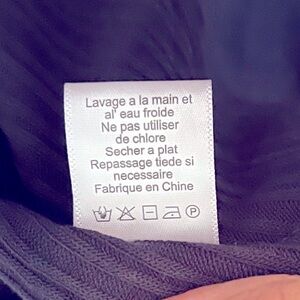 Lavage a la main et
al' eau froide
Ne pas utiliser
de chlore
Secher a plat
Repassage tiede si
necessaire
Fabrique en Chine
P